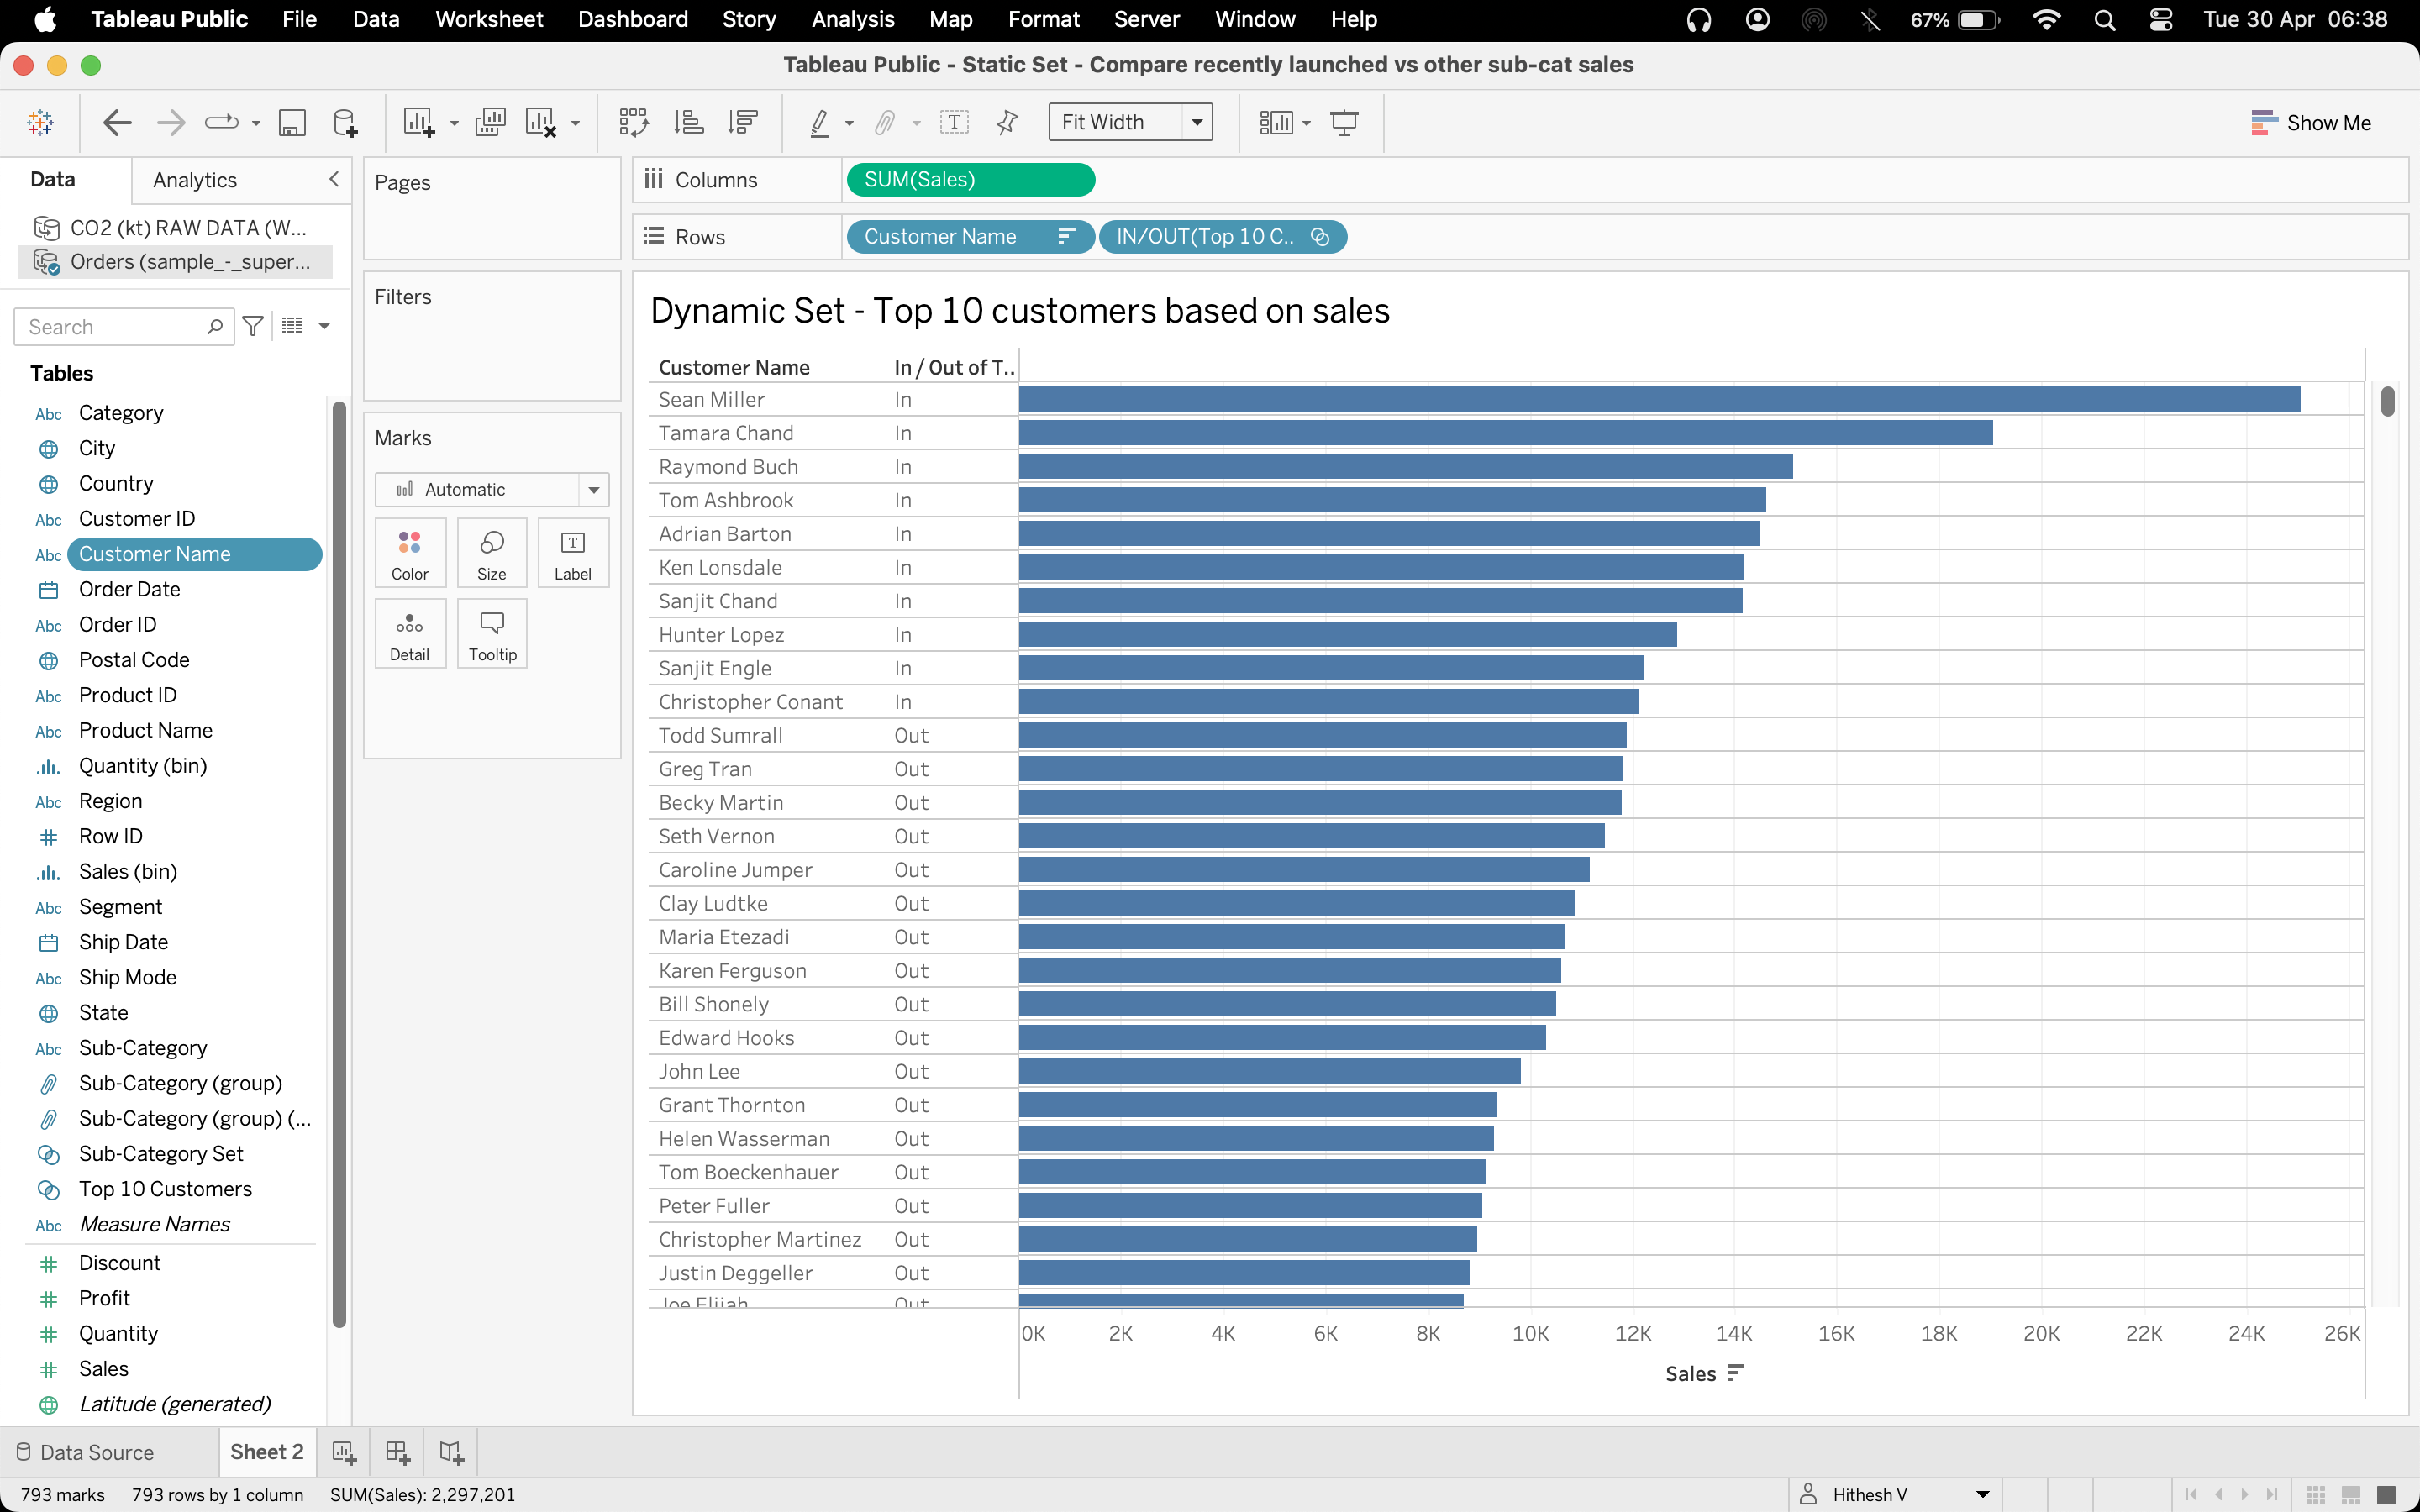 Tableau Public File Data Worksheet Dashboard Story Analysis Map Format Server Window Help 67% Tue 30 Apr 06:38
Tableau Public - Static Set - Compare recently launched vs other sub-cat sales
Fit Width Show Me
Data Analytics
CO2 (kt) RAW DATA (W...
Orders (sample_-_super...
Search
Tables
Abc Category
City
Country
Abc Customer ID
Abc Customer Name
Order Date
Abc Order ID
Postal Code
Abc Product ID
Abc Product Name
Quantity (bin)
Abc Region
Row ID
Sales (bin)
Abc Segment
Ship Date
Abc Ship Mode
State
Abc Sub-Category
Sub-Category (group)
Sub-Category (group) (...
Sub-Category Set
Top 10 Customers
Abc Measure Names
Discount
Profit
Quantity
Sales
Latitude (generated)
Pages
Filters
Marks
Automatic
Color Size T Label
Detail Tooltip
Columns SUM(Sales)
Rows Customer Name IN/OUT(Top 10 C..
Dynamic Set - Top 10 customers based on sales
Customer Name In / Out of T..
Sean Miller In
Tamara Chand In
Raymond Buch In
Tom Ashbrook In
Adrian Barton In
Ken Lonsdale In
Sanjit Chand In
Hunter Lopez In
Sanjit Engle In
Christopher Conant In
Todd Sumrall Out
Greg Tran Out
Becky Martin Out
Seth Vernon Out
Caroline Jumper Out
Clay Ludtke Out
Maria Etezadi Out
Karen Ferguson Out
Bill Shonely Out
Edward Hooks Out
John Lee Out
Grant Thornton Out
Helen Wasserman Out
Tom Boeckenhauer Out
Peter Fuller Out
Christopher Martinez Out
Justin Deggeller Out
Joe Elijah Out
0K 2K 4K 6K 8K 10K 12K 14K 16K 18K 20K 22K 24K 26K
Sales
Data Source Sheet 2
793 marks 793 rows by 1 column SUM(Sales): 2,297,201 Hithesh V